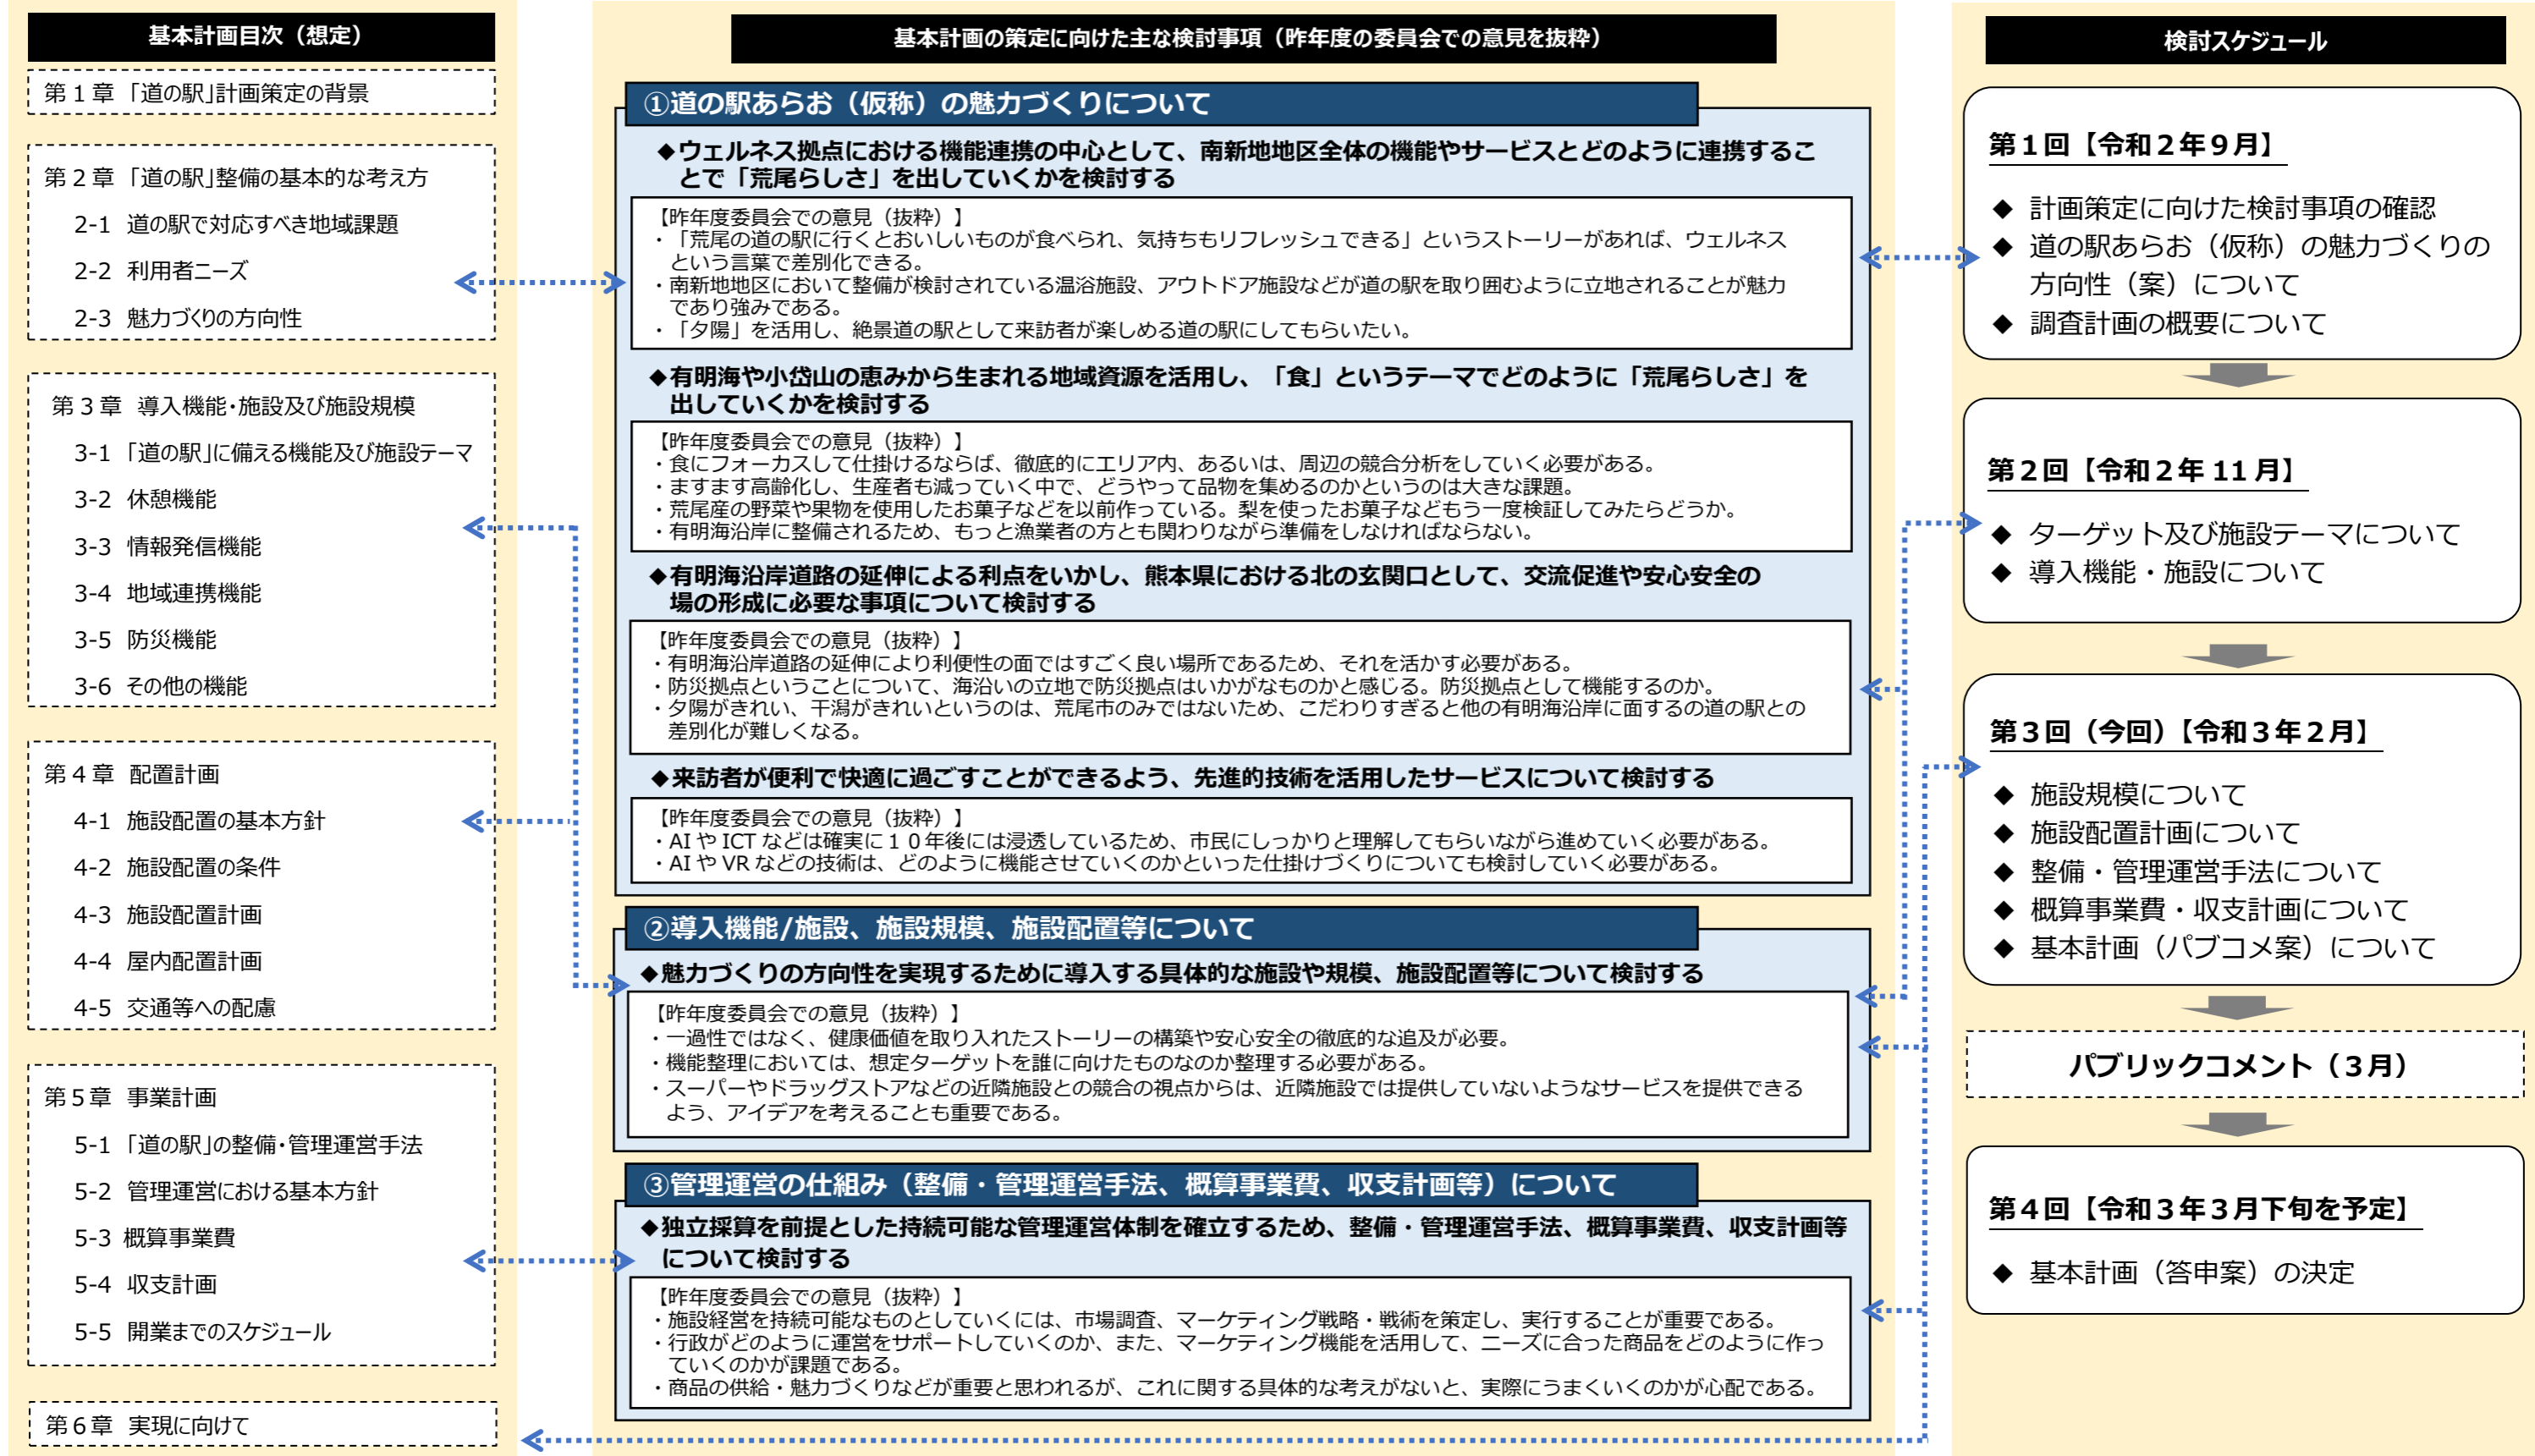 基本計画目次（想定）
第１章「道の駅」計画策定の背景
第２章「道の駅」整備の基本的な考え方
2-1 道の駅で対応すべき地域課題
2-2 利用者ニーズ
2-3 魅力づくりの方向性
第３章 導入機能・施設及び施設規模
3-1「道の駅」に備える機能及び施設テーマ
3-2 休憩機能
3-3 情報発信機能
3-4 地域連携機能
3-5 防災機能
3-6 その他の機能
第４章 配置計画
4-1 施設配置の基本方針
4-2 施設配置の条件
4-3 施設配置計画
4-4 屋内配置計画
4-5 交通等への配慮
第５章 事業計画
5-1「道の駅」の整備・管理運営手法
5-2 管理運営における基本方針
5-3 概算事業費
5-4 収支計画
5-5 開業までのスケジュール
第６章 実現に向けて
基本計画の策定に向けた主な検討事項（昨年度の委員会での意見を抜粋）
①道の駅あらお（仮称）の魅力づくりについて
◆ウェルネス拠点における機能連携の中心として、南新地地区全体の機能やサービスとどのように連携するこ
とで「荒尾らしさ」を出していくかを検討する
【昨年度委員会での意見（抜粋）】
・「荒尾の道の駅に行くとおいしいものが食べられ、気持ちもリフレッシュできる」というストーリーがあれば、ウェルネス
という言葉で差別化できる。
・南新地地区において整備が検討されている温浴施設、アウトドア施設などが道の駅を取り囲むように立地されることが魅力
であり強みである。
・「夕陽」を活用し、絶景道の駅として来訪者が楽しめる道の駅にしてもらいたい。
◆有明海や小岱山の恵みから生まれる地域資源を活用し、「食」というテーマでどのように「荒尾らしさ」を
出していくかを検討する
【昨年度委員会での意見（抜粋）】
・食にフォーカスして仕掛けるならば、徹底的にエリア内、あるいは、周辺の競合分析をしていく必要がある。
・ますます高齢化し、生産者も減っていく中で、どうやって品物を集めるのかというのは大きな課題。
・荒尾産の野菜や果物を使用したお菓子などを以前作っている。梨を使ったお菓子などもう一度検証してみたらどうか。
・有明海沿岸に整備されるため、もっと漁業者の方とも関わりながら準備をしなければならない。
◆有明海沿岸道路の延伸による利点をいかし、熊本県における北の玄関口として、交流促進や安心安全の
場の形成に必要な事項について検討する
【昨年度委員会での意見（抜粋）】
・有明海沿岸道路の延伸により利便性の面ではすごく良い場所であるため、それを活かす必要がある。
・防災拠点ということについて、海沿いの立地で防災拠点はいかがなものかと感じる。防災拠点として機能するのか。
・夕陽がきれい、干潟がきれいというのは、荒尾市のみではないため、こだわりすぎると他の有明海沿岸に面するの道の駅との
差別化が難しくなる。
◆来訪者が便利で快適に過ごすことができるよう、先進的技術を活用したサービスについて検討する
【昨年度委員会での意見（抜粋）】
・AI や ICT などは確実に１０年後には浸透しているため、市民にしっかりと理解してもらいながら進めていく必要がある。
・AI や VR などの技術は、どのように機能させていくのかといった仕掛けづくりについても検討していく必要がある。
②導入機能/施設、施設規模、施設配置等について
◆魅力づくりの方向性を実現するために導入する具体的な施設や規模、施設配置等について検討する
【昨年度委員会での意見（抜粋）】
・一過性ではなく、健康価値を取り入れたストーリーの構築や安心安全の徹底的な追及が必要。
・機能整理においては、想定ターゲットを誰に向けたものなのか整理する必要がある。
・スーパーやドラッグストアなどの近隣施設との競合の視点からは、近隣施設では提供していないようなサービスを提供できる
よう、アイデアを考えることも重要である。
③管理運営の仕組み（整備・管理運営手法、概算事業費、収支計画等）について
◆独立採算を前提とした持続可能な管理運営体制を確立するため、整備・管理運営手法、概算事業費、収支計画等
について検討する
【昨年度委員会での意見（抜粋）】
・施設経営を持続可能なものとしていくには、市場調査、マーケティング戦略・戦術を策定し、実行することが重要である。
・行政がどのように運営をサポートしていくのか、また、マーケティング機能を活用して、ニーズに合った商品をどのように作っ
ていくのかが課題である。
・商品の供給・魅力づくりなどが重要と思われるが、これに関する具体的な考えがないと、実際にうまくいくのかが心配である。
検討スケジュール
第１回【令和２年９月】
◆ 計画策定に向けた検討事項の確認
◆ 道の駅あらお（仮称）の魅力づくりの
方向性（案）について
◆ 調査計画の概要について
第２回【令和２年 11 月】
◆ ターゲット及び施設テーマについて
◆ 導入機能・施設について
第３回（今回）【令和３年２月】
◆ 施設規模について
◆ 施設配置計画について
◆ 整備・管理運営手法について
◆ 概算事業費・収支計画について
◆ 基本計画（パブコメ案）について
パブリックコメント（３月）
第４回【令和３年３月下旬を予定】
◆ 基本計画（答申案）の決定